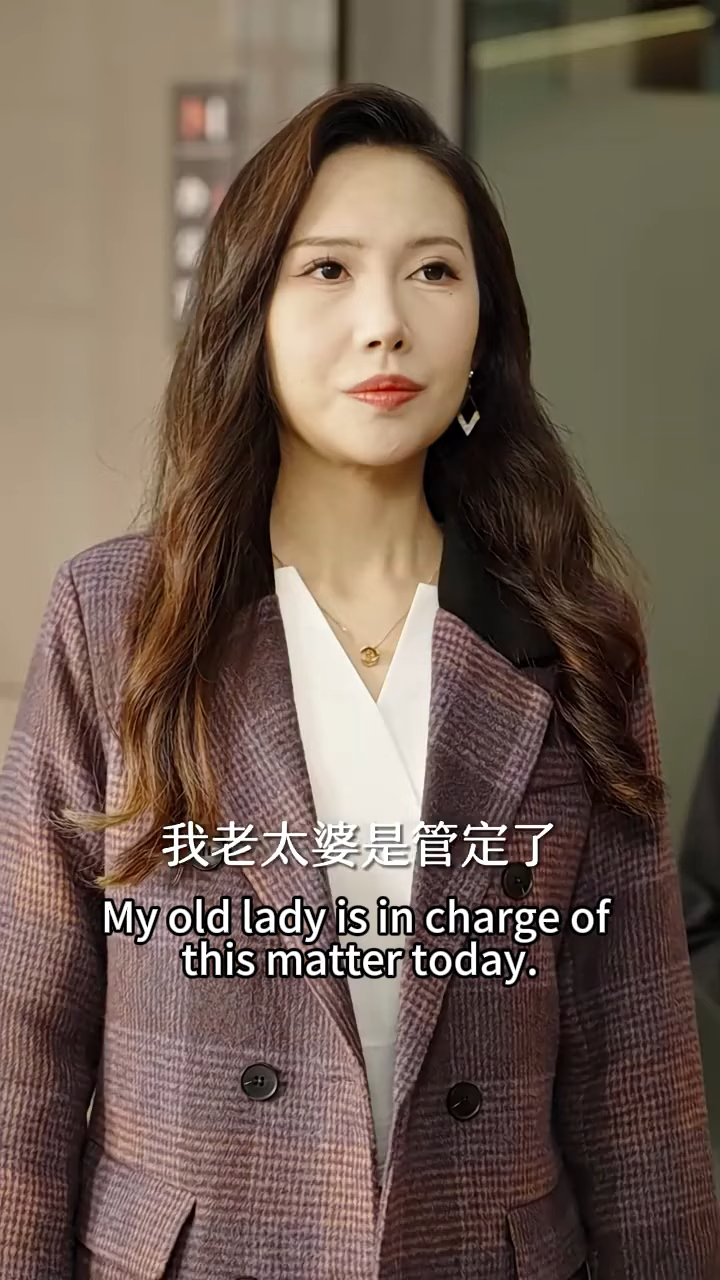 我老太婆是管定了
My old lady is in charge of
this matter today.